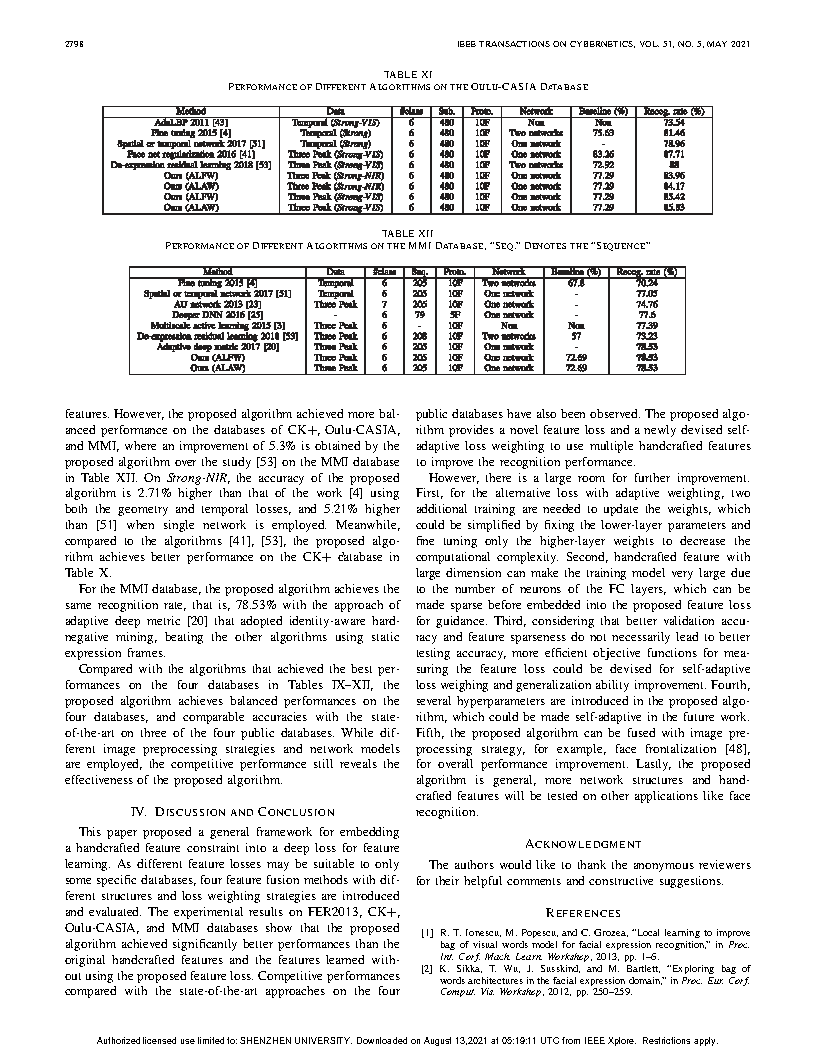 2798 IEEE TRANSACTIONS ON CYBERNETICS, VOL. 51, NO. 5, MAY 2021
TABLE XI
PERFORMANCE OF DIFFERENT ALGORITHMS ON THE OULU-CASIA DATABASE
Method Data #class Sub. Proto. Network Baseline (%) Recog. rate (%)
AdaLBP 2011 [43] Temporal (Strong-VIS) 6 480 10F Non Non 73.54
Fine tuning 2015 [4] Temporal (Strong) 6 480 10F Two networks 75.63 81.46
Spatial or temporal network 2017 [51] Temporal (Strong) 6 480 10F One network - 78.96
Face net regularization 2016 [41] Three Peak (Strong-VIS) 6 480 10F One network 83.26 87.71
De-expression residual learning 2018 [53] Three Peak (Strong-VIS) 6 480 10F Two networks 72.92 88
Ours (ALFW) Three Peak (Strong-NIR) 6 480 10F One network 77.29 83.96
Ours (ALAW) Three Peak (Strong-NIR) 6 480 10F One network 77.29 84.17
Ours (ALFW) Three Peak (Strong-VIS) 6 480 10F One network 77.29 85.42
Ours (ALAW) Three Peak (Strong-VIS) 6 480 10F One network 77.29 85.83
TABLE XII
PERFORMANCE OF DIFFERENT ALGORITHMS ON THE MMI DATABASE, “SEQ.” DENOTES THE “SEQUENCE”
Method Data #class Seq. Proto. Network Baseline (%) Recog. rate (%)
Fine tuning 2015 [4] Temporal 6 205 10F Two networks 67.8 70.24
Spatial or temporal network 2017 [51] Temporal 6 205 10F One network - 77.05
AU network 2013 [23] Three Peak 7 205 10F One network - 74.76
Deeper DNN 2016 [25] - 6 79 5F One network - 77.6
Multiscale active learning 2015 [3] Three Peak 6 - 10F Non Non 77.39
De-expression residual learning 2018 [53] Three Peak 6 208 10F Two networks 57 73.23
Adaptive deep metric 2017 [20] Three Peak 6 205 10F One network - 78.53
Ours (ALFW) Three Peak 6 205 10F One network 72.69 78.53
Ours (ALAW) Three Peak 6 205 10F One network 72.69 78.53
features. However, the proposed algorithm achieved more bal-
anced performance on the databases of CK+, Oulu-CASIA,
and MMI, where an improvement of 5.3% is obtained by the
proposed algorithm over the study [53] on the MMI database
in Table XII. On Strong-NIR, the accuracy of the proposed
algorithm is 2.71% higher than that of the work [4] using
both the geometry and temporal losses, and 5.21% higher
than [51] when single network is employed. Meanwhile,
compared to the algorithms [41], [53], the proposed algo-
rithm achieves better performance on the CK+ database in
Table X.
For the MMI database, the proposed algorithm achieves the
same recognition rate, that is, 78.53% with the approach of
adaptive deep metric [20] that adopted identity-aware hard-
negative mining, beating the other algorithms using static
expression frames.
Compared with the algorithms that achieved the best per-
formances on the four databases in Tables IX–XII, the
proposed algorithm achieves balanced performances on the
four databases, and comparable accuracies with the state-
of-the-art on three of the four public databases. While dif-
ferent image preprocessing strategies and network models
are employed, the competitive performance still reveals the
effectiveness of the proposed algorithm.
IV. DISCUSSION AND CONCLUSION
This paper proposed a general framework for embedding
a handcrafted feature constraint into a deep loss for feature
learning. As different feature losses may be suitable to only
some specific databases, four feature fusion methods with dif-
ferent structures and loss weighting strategies are introduced
and evaluated. The experimental results on FER2013, CK+,
Oulu-CASIA, and MMI databases show that the proposed
algorithm achieved significantly better performances than the
original handcrafted features and the features learned with-
out using the proposed feature loss. Competitive performances
compared with the state-of-the-art approaches on the four
public databases have also been observed. The proposed algo-
rithm provides a novel feature loss and a newly devised self-
adaptive loss weighting to use multiple handcrafted features
to improve the recognition performance.
However, there is a large room for further improvement.
First, for the alternative loss with adaptive weighting, two
additional training are needed to update the weights, which
could be simplified by fixing the lower-layer parameters and
fine tuning only the higher-layer weights to decrease the
computational complexity. Second, handcrafted feature with
large dimension can make the training model very large due
to the number of neurons of the FC layers, which can be
made sparse before embedded into the proposed feature loss
for guidance. Third, considering that better validation accu-
racy and feature sparseness do not necessarily lead to better
testing accuracy, more efficient objective functions for mea-
suring the feature loss could be devised for self-adaptive
loss weighing and generalization ability improvement. Fourth,
several hyperparameters are introduced in the proposed algo-
rithm, which could be made self-adaptive in the future work.
Fifth, the proposed algorithm can be fused with image pre-
processing strategy, for example, face frontalization [48],
for overall performance improvement. Lastly, the proposed
algorithm is general, more network structures and hand-
crafted features will be tested on other applications like face
recognition.
ACKNOWLEDGMENT
The authors would like to thank the anonymous reviewers
for their helpful comments and constructive suggestions.
REFERENCES
[1] R. T. Ionescu, M. Popescu, and C. Grozea, “Local learning to improve
bag of visual words model for facial expression recognition,” in Proc.
Int. Conf. Mach. Learn. Workshop, 2013, pp. 1–6.
[2] K. Sikka, T. Wu, J. Susskind, and M. Bartlett, “Exploring bag of
words architectures in the facial expression domain,” in Proc. Eur. Conf.
Comput. Vis. Workshop, 2012, pp. 250–259.
Authorized licensed use limited to: SHENZHEN UNIVERSITY. Downloaded on August 13,2021 at 05:19:11 UTC from IEEE Xplore. Restrictions apply.